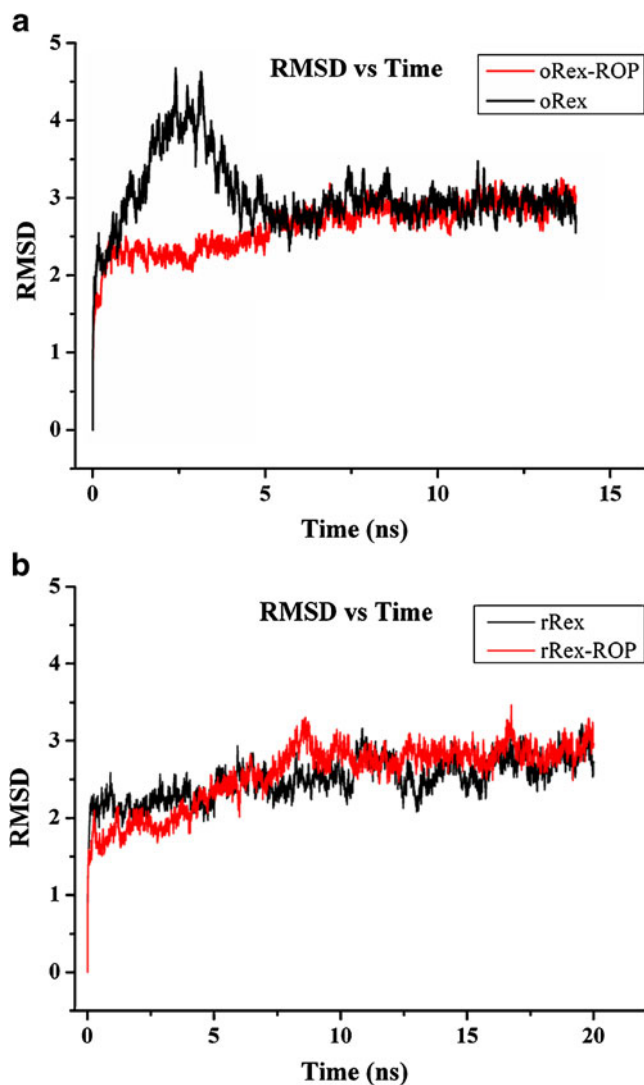 a
RMSD vs Time
oRex-ROP
oRex
5
4
3
2
1
0
RMSD
0
5
10
15
Time (ns)
b
RMSD vs Time
rRex
rRex-ROP
5
4
3
2
1
0
RMSD
0
5
10
15
20
Time (ns)